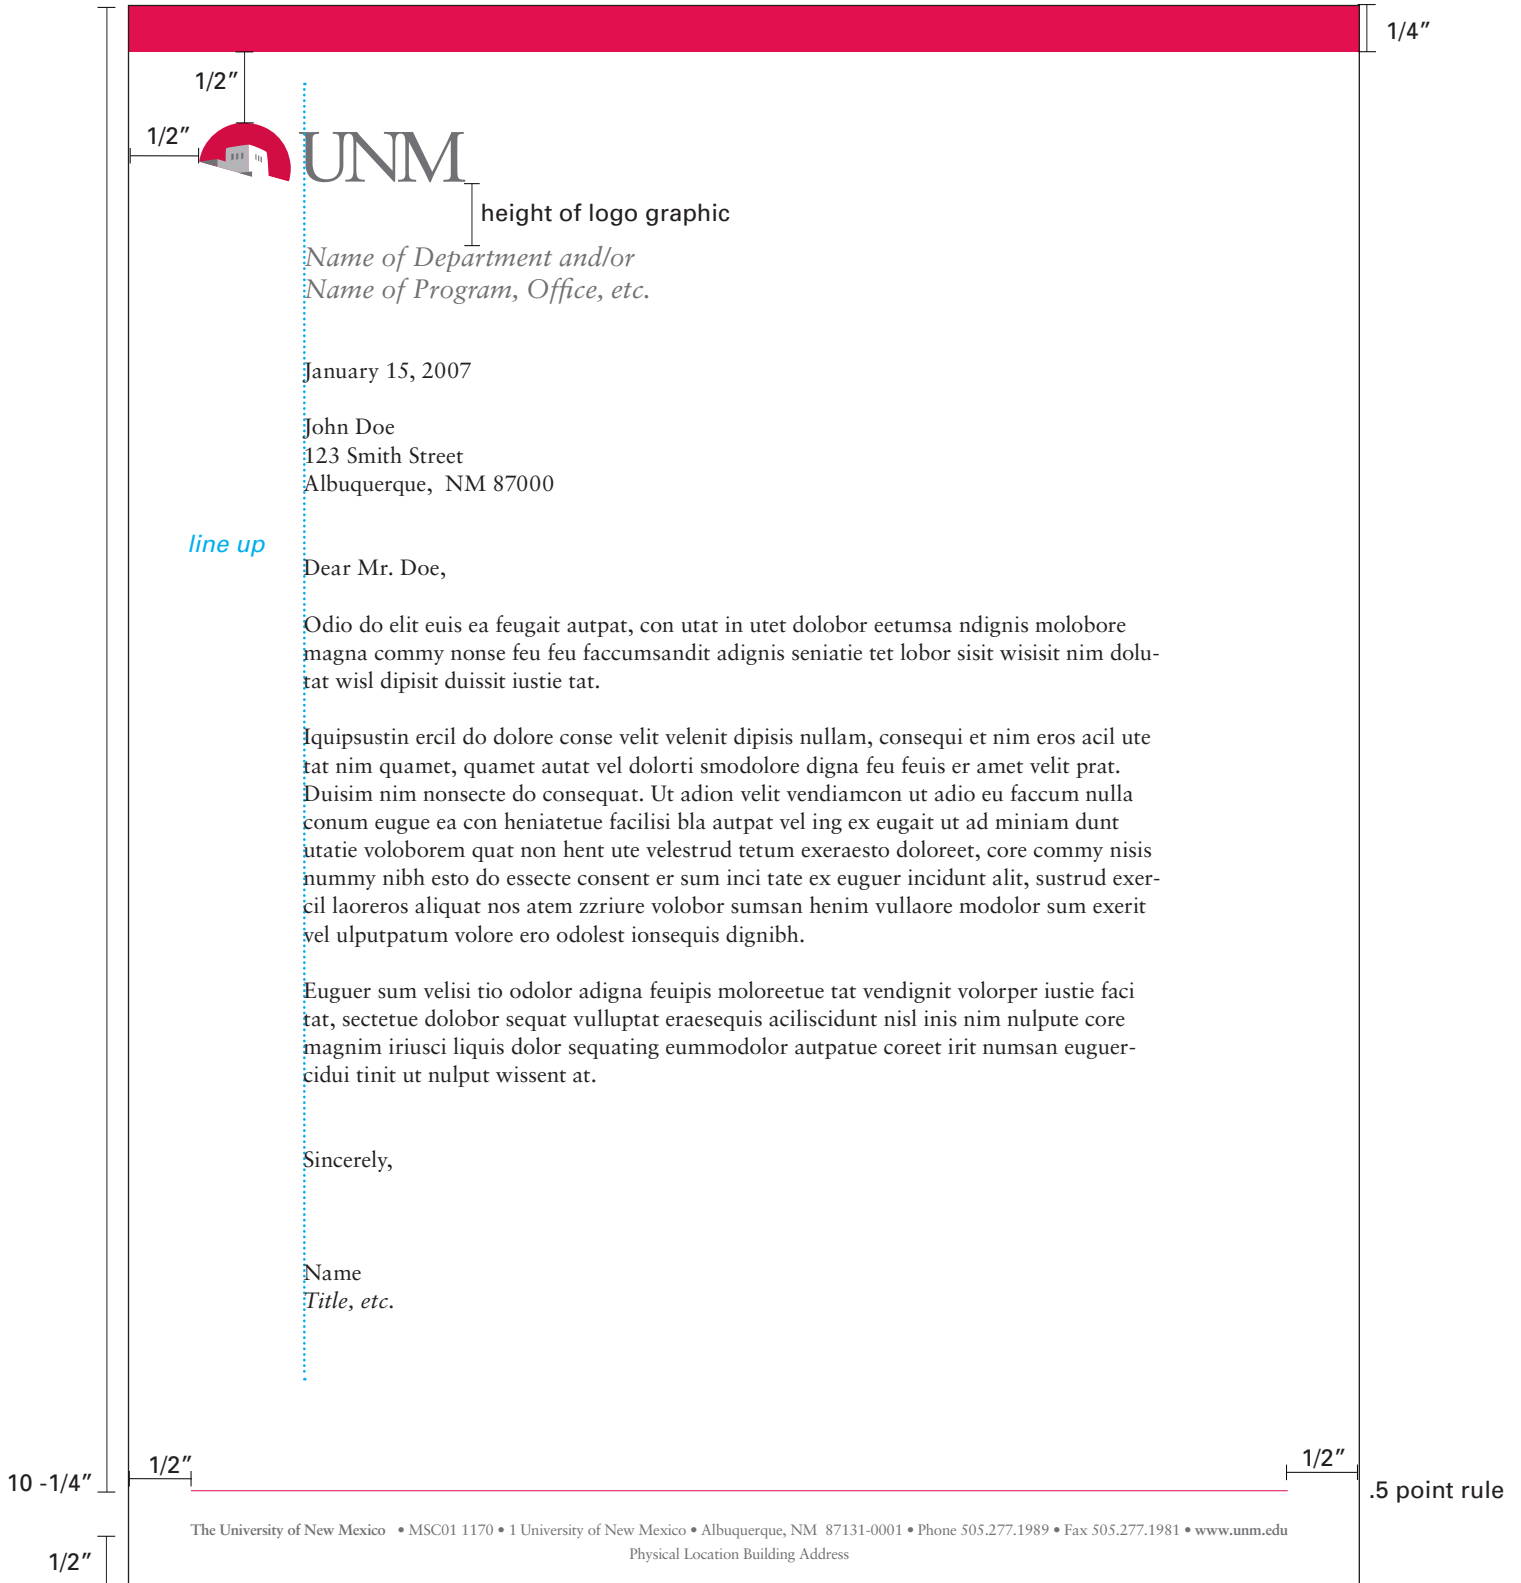 1/4″
1/2″
1/2″
UNM
height of logo graphic
Name of Department and/or
Name of Program, Office, etc.
January 15, 2007
John Doe
123 Smith Street
Albuquerque,  NM 87000
line up
Dear Mr. Doe,
Odio do elit euis ea feugait autpat, con utat in utet dolobor eetumsa ndignis molobore
magna commy nonse feu feu faccumsandit adignis seniatie tet lobor sisit wisisit nim dolu-
tat wisl dipisit duissit iustie tat.
Iquipsustin ercil do dolore conse velit velenit dipisis nullam, consequi et nim eros acil ute
tat nim quamet, quamet autat vel dolorti smodolore digna feu feuis er amet velit prat.
Duisim nim nonsecte do consequat. Ut adion velit vendiamcon ut adio eu faccum nulla
conum eugue ea con heniatetue facilisi bla autpat vel ing ex eugait ut ad miniam dunt
utatie voloborem quat non hent ute velestrud tetum exeraesto doloreet, core commy nisis
nummy nibh esto do essecte consent er sum inci tate ex euguer incidunt alit, sustrud exer-
cil laoreros aliquat nos atem zzriure volobor sumsan henim vullaore modolor sum exerit
vel ulputpatum volore ero odolest ionsequis dignibh.
Euguer sum velisi tio odolor adigna feuipis moloreetue tat vendignit volorper iustie faci
tat, sectetue dolobor sequat vulluptat eraesequis aciliscidunt nisl inis nim nulpute core
magnim iriusci liquis dolor sequating eummodolor autpatue coreet irit numsan euguer-
cidui tinit ut nulput wissent at.
Sincerely,
Name
Title, etc.
1/2″
1/2″
10 -1/4″
.5 point rule
The University of New Mexico • MSC01 1170 • 1 University of New Mexico • Albuquerque, NM  87131-0001 • Phone 505.277.1989 • Fax 505.277.1981 • www.unm.edu
Physical Location Building Address
1/2″